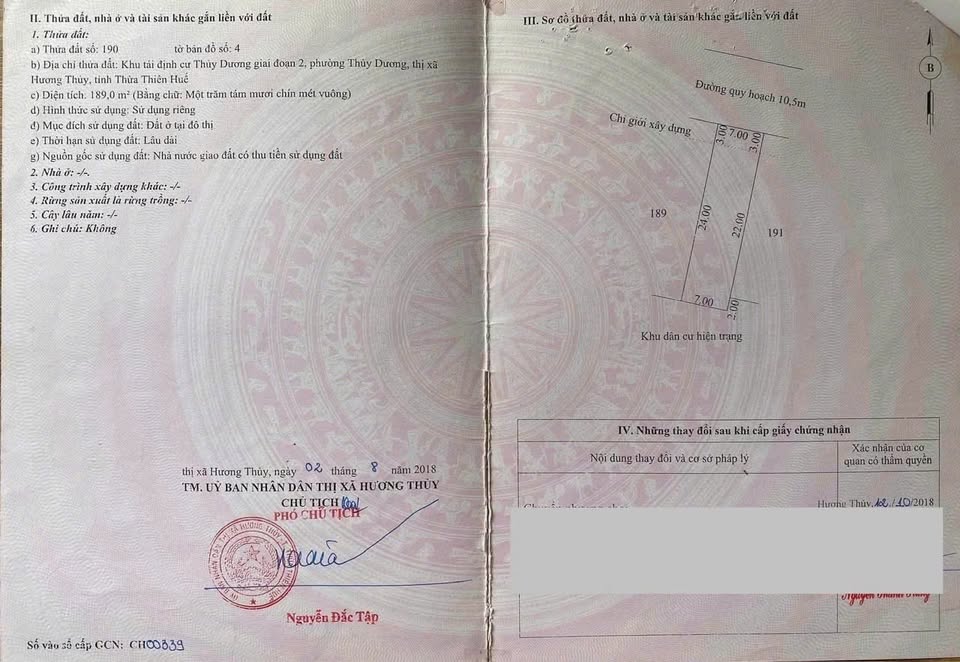 II. Thửa đất, nhà ở và tài sản khác gắn liền với đất
1. Thửa đất:
a) Thửa đất số: 190 tờ bản đồ số: 4
b) Địa chỉ thửa đất: Khu tái định cư Thủy Dương giai đoạn 2, phường Thủy Dương, thị xã
Hương Thủy, tỉnh Thừa Thiên Huế
c) Diện tích: 189,0 m² (Bằng chữ: Một trăm tám mươi chín mét vuông)
d) Hình thức sử dụng: Sử dụng riêng
đ) Mục đích sử dụng đất: Đất ở tại đô thị
e) Thời hạn sử dụng đất: Lâu dài
g) Nguồn gốc sử dụng đất: Nhà nước giao đất có thu tiền sử dụng đất
2. Nhà ở: -/-.
3. Công trình xây dựng khác: -/-
4. Rừng sản xuất là rừng trồng: -/-
5. Cây lâu năm: -/-
6. Ghi chú: Không
thị xã Hương Thủy, ngày 02 tháng 8 năm 2018
TM. UỶ BAN NHÂN DÂN THỊ XÃ HƯƠNG THỦY
CHỦ TỊCH
PHÓ CHỦ TỊCH
Nguyễn Đắc Tập
Số vào sổ cấp GCN: CH00339
III. Sơ đồ thửa đất, nhà ở và tài sản khác gắn liền với đất
B
Đường quy hoạch 10,5m
Chỉ giới xây dựng
3.00 7.00 3.00
189
24.00
22.00
191
7.00
2.00
Khu dân cư hiện trạng
IV. Những thay đổi sau khi cấp giấy chứng nhận
Nội dung thay đổi và cơ sở pháp lý
Xác nhận của cơ
quan có thẩm quyền
Hương Thủy, 12/10/2018